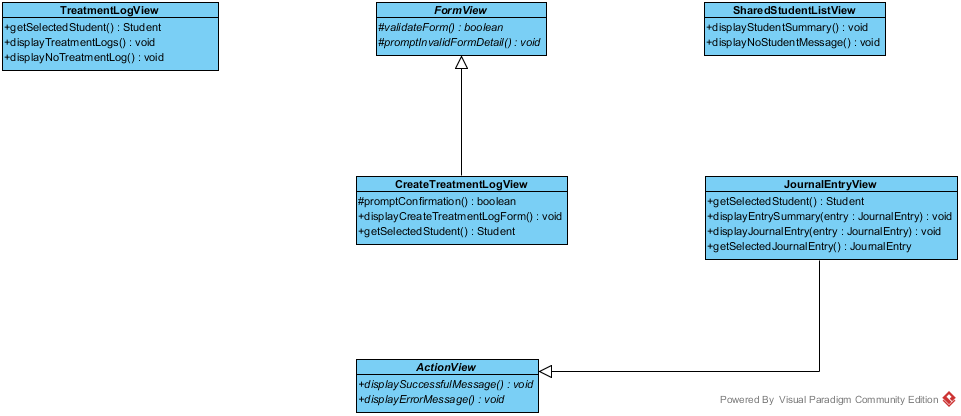 TreatmentLogView
+getSelectedStudent() : Student
+displayTreatmentLogs() : void
+displayNoTreatmentLog() : void
FormView
#validateForm() : boolean
#promptInvalidFormDetail() : void
SharedStudentListView
+displayStudentSummary() : void
+displayNoStudentMessage() : void
CreateTreatmentLogView
#promptConfirmation() : boolean
+displayCreateTreatmentLogForm() : void
+getSelectedStudent() : Student
JournalEntryView
+getSelectedStudent() : Student
+displayEntrySummary(entry : JournalEntry) : void
+displayJournalEntry(entry : JournalEntry) : void
+getSelectedJournalEntry() : JournalEntry
ActionView
+displaySuccessfulMessage() : void
+displayErrorMessage() : void
Powered By Visual Paradigm Community Edition